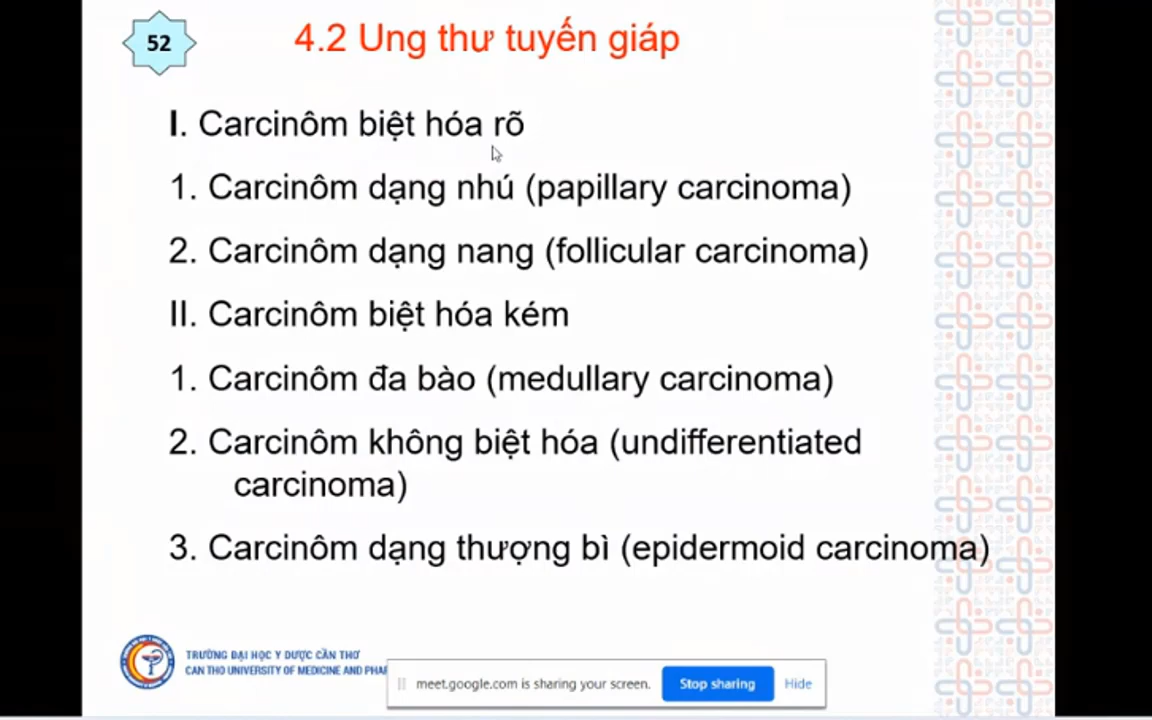 52
4.2 Ung thư tuyến giáp
I. Carcinôm biệt hóa rõ
1. Carcinôm dạng nhú (papillary carcinoma)
2. Carcinôm dạng nang (follicular carcinoma)
II. Carcinôm biệt hóa kém
1. Carcinôm đa bào (medullary carcinoma)
2. Carcinôm không biệt hóa (undifferentiated
carcinoma)
3. Carcinôm dạng thượng bì (epidermoid carcinoma)
TRƯỜNG ĐẠI HỌC Y DƯỢC CẦN THƠ
CAN THO UNIVERSITY OF MEDICINE AND PHAR
meet.google.com is sharing your screen. Stop sharing Hide